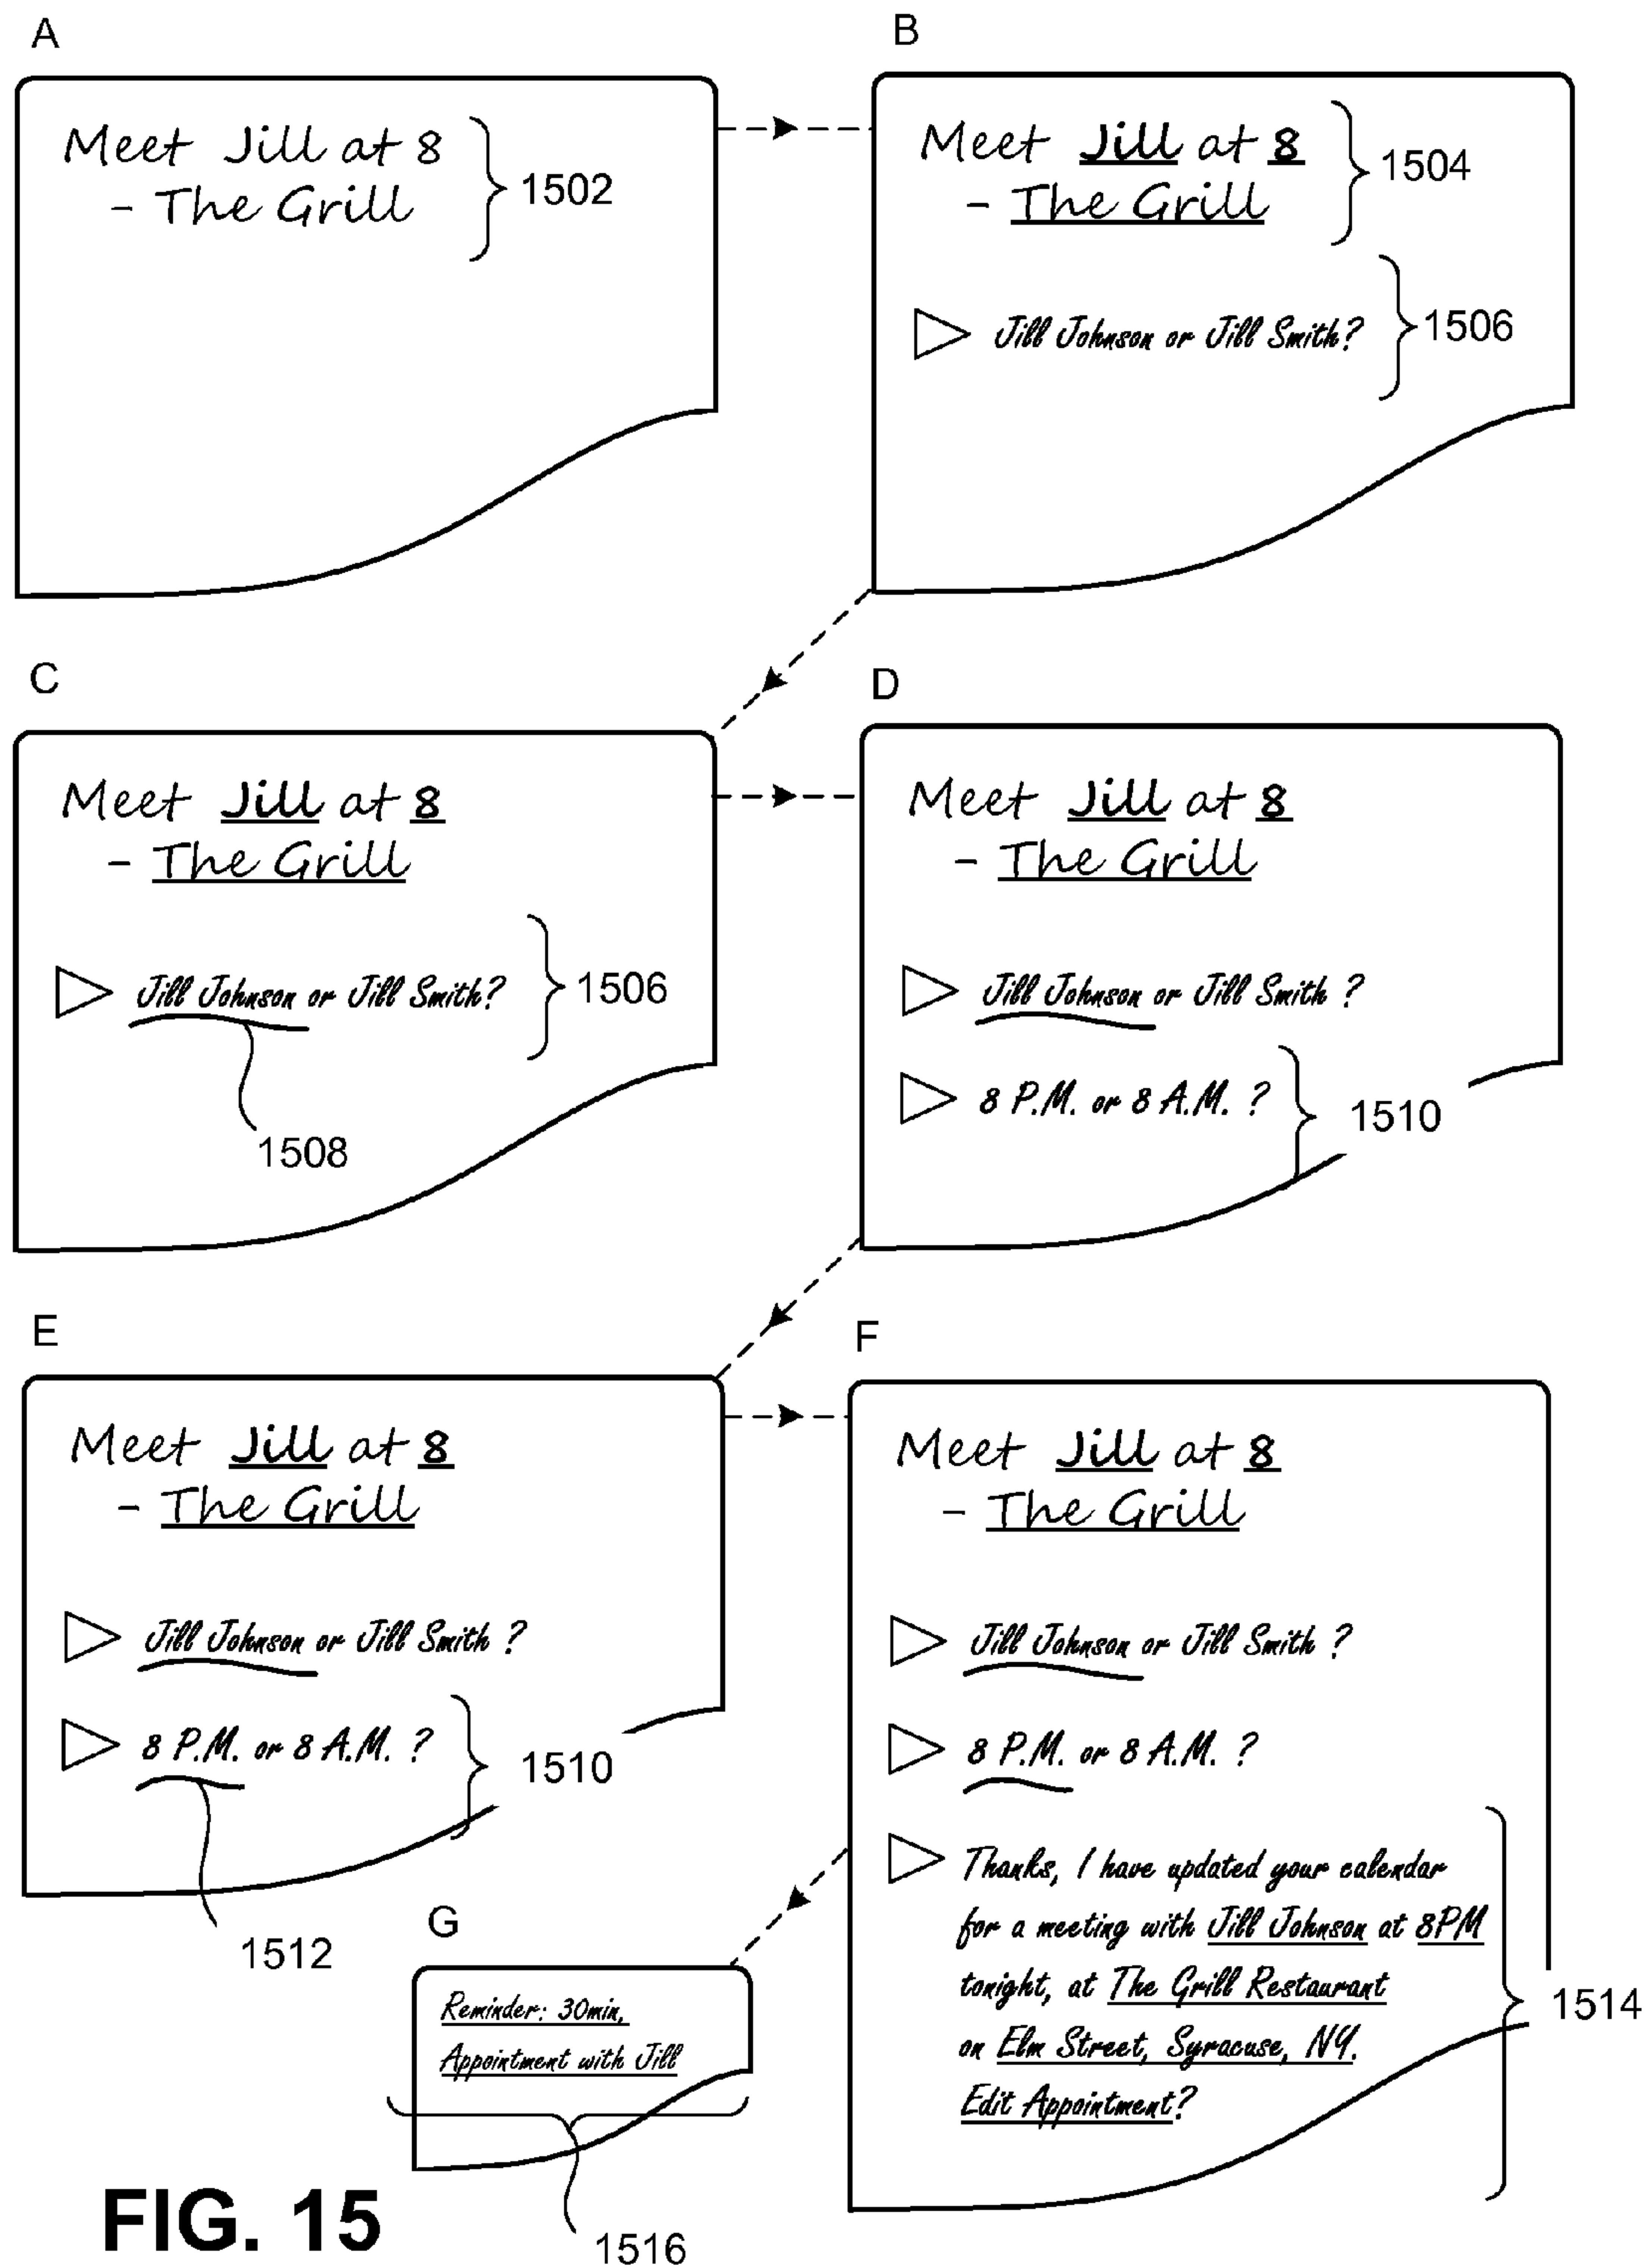 A
Meet Jill at 8
- The Grill
1502
B
Meet Jill at 8
- The Grill
1504
Jill Johnson or Jill Smith?
1506
C
Meet Jill at 8
- The Grill
Jill Johnson or Jill Smith?
1506
1508
D
Meet Jill at 8
- The Grill
Jill Johnson or Jill Smith ?
8 P.M. or 8 A.M. ?
1510
E
Meet Jill at 8
- The Grill
Jill Johnson or Jill Smith ?
8 P.M. or 8 A.M. ?
1510
1512
F
Meet Jill at 8
- The Grill
Jill Johnson or Jill Smith ?
8 P.M. or 8 A.M. ?
Thanks, I have updated your calendar
for a meeting with Jill Johnson at 8PM
tonight, at The Grill Restaurant
on Elm Street, Syracuse, NY.
Edit Appointment?
1514
G
Reminder: 30min,
Appointment with Jill
1516
FIG. 15